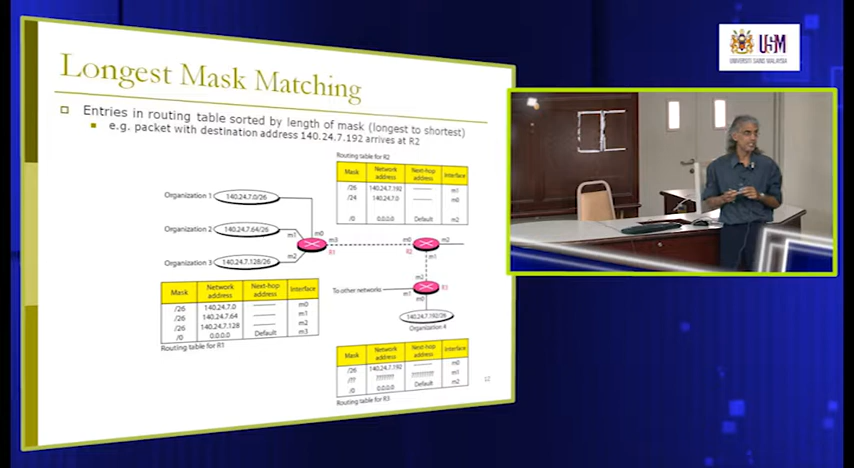 Longest Mask Matching
Entries in routing table sorted by length of mask (longest to shortest)
e.g. packet with destination address 140.24.7.192 arrives at R2
Routing table for R2
Mask Network address Next-hop address Interface
/26 140.24.7.192 -------- m1
/24 140.24.7.0 -------- m0
/0 0.0.0.0 Default m2
Organization 1 140.24.7.0/26
Organization 2 140.24.7.64/26
Organization 3 140.24.7.128/26
m0
m1
m2
m3
R1
m0
m2
R2
m1
m2
To other networks
m1
R3
m0
140.24.7.192/26
Organization 4
Mask Network address Next-hop address Interface
/26 140.24.7.0 -------- m0
/26 140.24.7.64 -------- m1
/26 140.24.7.128 -------- m2
/0 0.0.0.0 Default m3
Routing table for R1
Mask Network address Next-hop address Interface
/26 140.24.7.192 -------- m0
/?? ??????? ????????? m1
/0 0.0.0.0 Default m2
Routing table for R3
12
USM
UNIVERSITI SAINS MALAYSIA